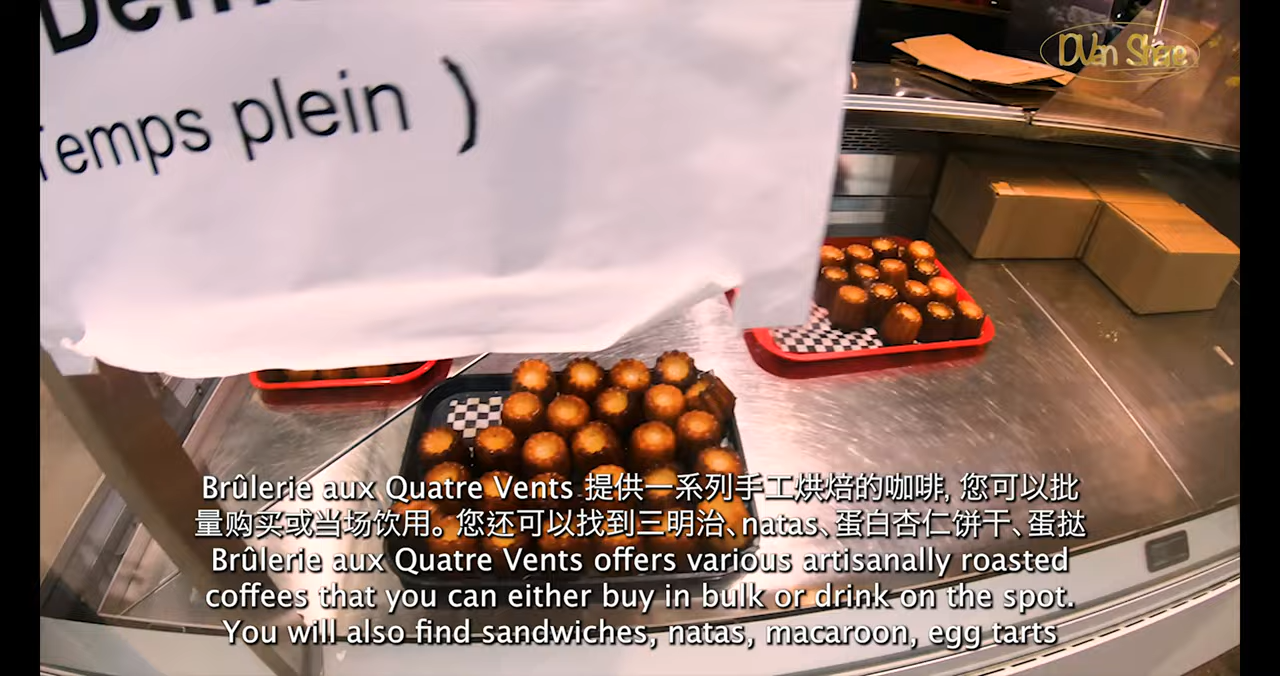 Temps plein )
DVan Shae
Brûlerie aux Quatre Vents 提供一系列手工烘焙的咖啡, 您可以批
量购买或当场饮用。您还可以找到三明治、natas、蛋白杏仁饼干、蛋挞
Brûlerie aux Quatre Vents offers various artisanally roasted
coffees that you can either buy in bulk or drink on the spot.
You will also find sandwiches, natas, macaroon, egg tarts